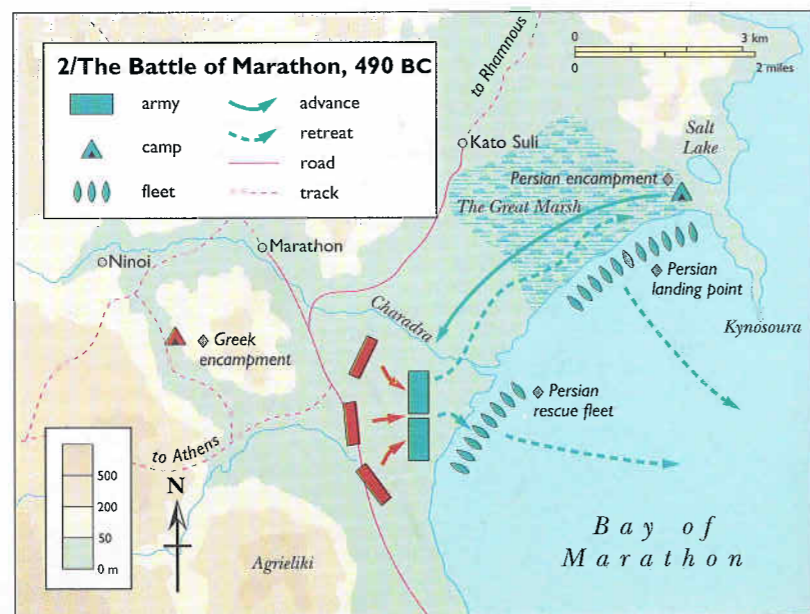 2/The Battle of Marathon, 490 BC
army
advance
camp
retreat
fleet
road
track
0
3 km
0
2 miles
to Rhamnous
Kato Suli
Salt
Lake
Persian encampment
The Great Marsh
Marathon
Ninoi
Persian
landing point
Charadra
Kynosoura
Greek
encampment
Persian
rescue fleet
to Athens
500
200
50
0 m
N
Agrieliki
Bay of
Marathon